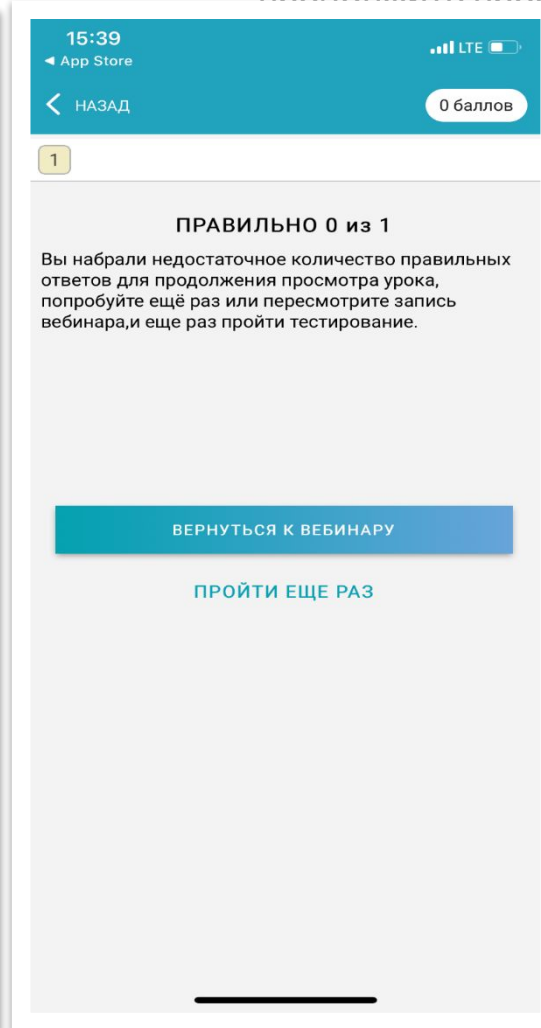 15:39
◀ App Store
LTE
НАЗАД
0 баллов
1
ПРАВИЛЬНО 0 из 1
Вы набрали недостаточное количество правильных
ответов для продолжения просмотра урока,
попробуйте ещё раз или пересмотрите запись
вебинара,и еще раз пройти тестирование.
ВЕРНУТЬСЯ К ВЕБИНАРУ
ПРОЙТИ ЕЩЕ РАЗ